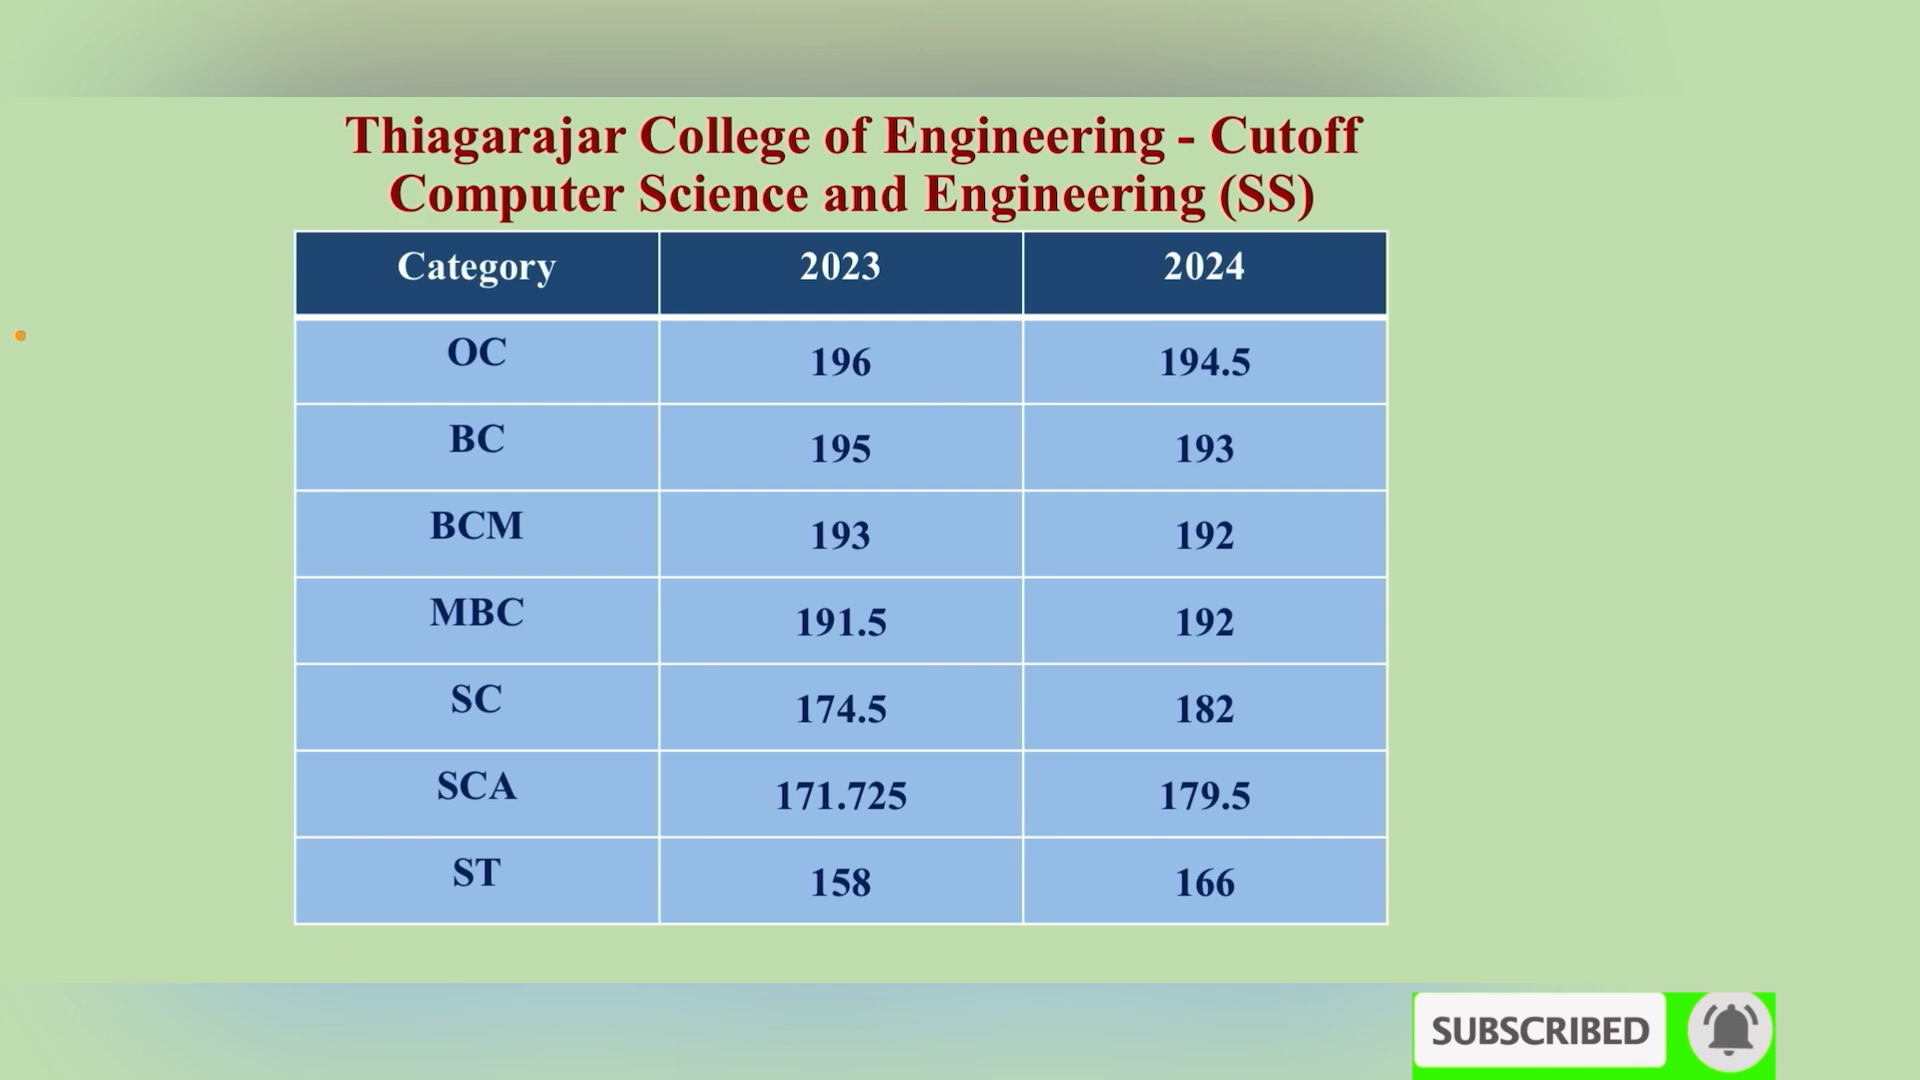 Thiagarajar College of Engineering - Cutoff
Computer Science and Engineering (SS)
Category 2023 2024
OC 196 194.5
BC 195 193
BCM 193 192
MBC 191.5 192
SC 174.5 182
SCA 171.725 179.5
ST 158 166
SUBSCRIBED